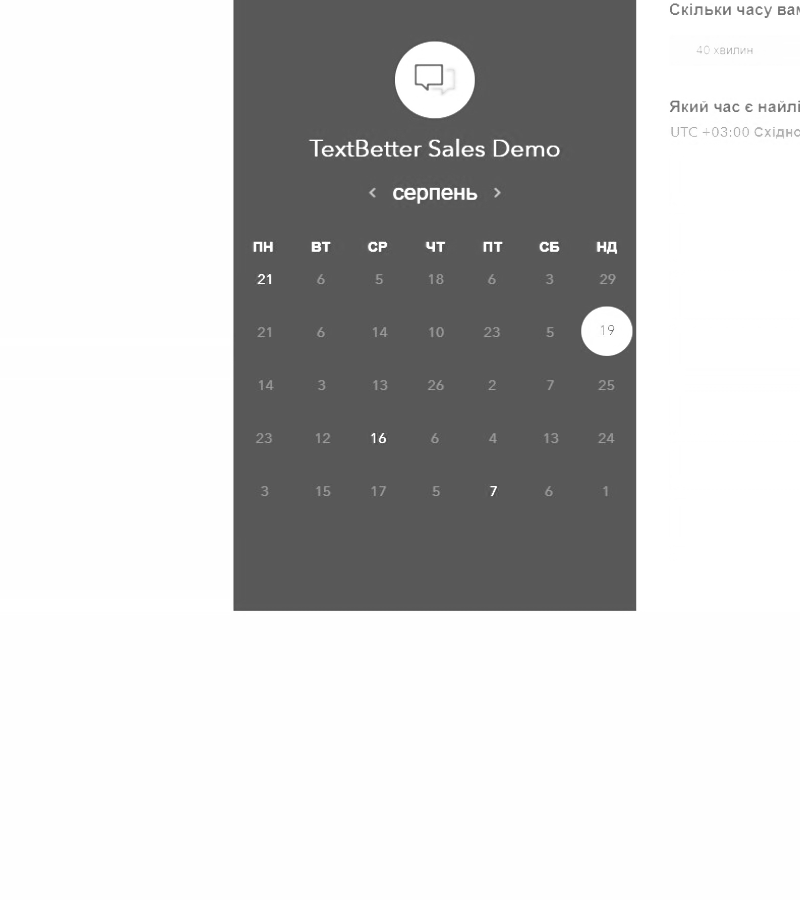 TextBetter Sales Demo
< серпень >
ПН ВТ СР ЧТ ПТ СБ НД
21 6 5 18 6 3 29
21 6 14 10 23 5 19
14 3 13 26 2 7 25
23 12 16 6 4 13 24
3 15 17 5 7 6 1
Скільки часу ва
40 хвилин
Який час є найлі
UTC +03:00 Східно